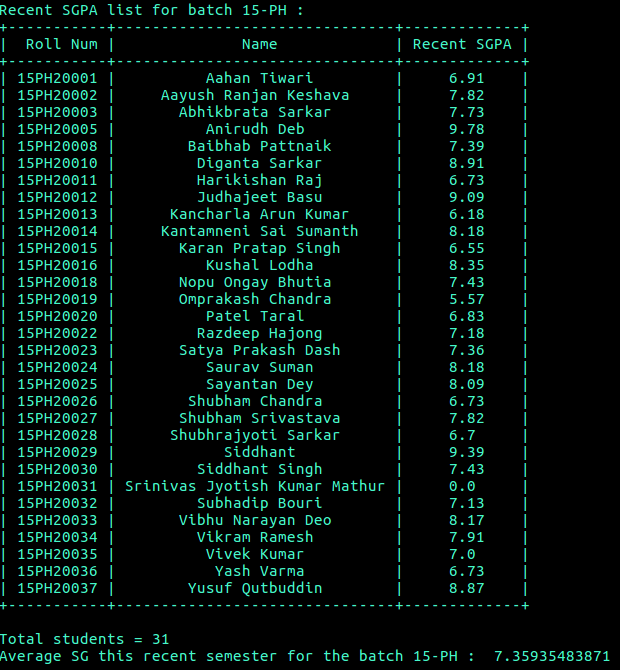 Recent SGPA list for batch 15-PH :
+-----------+-------------------------------+-------------+
|  Roll Num |              Name             | Recent SGPA |
+-----------+-------------------------------+-------------+
| 15PH20001 |          Aahan Tiwari         |     6.91    |
| 15PH20002 |     Aayush Ranjan Keshava     |     7.82    |
| 15PH20003 |       Abhikbrata Sarkar       |     7.73    |
| 15PH20005 |          Anirudh Deb          |     9.78    |
| 15PH20008 |        Baibhab Pattnaik       |     7.39    |
| 15PH20010 |         Diganta Sarkar        |     8.91    |
| 15PH20011 |         Harikishan Raj        |     6.73    |
| 15PH20012 |         Judhajeet Basu        |     9.09    |
| 15PH20013 |      Kancharla Arun Kumar     |     6.18    |
| 15PH20014 |     Kantamneni Sai Sumanth    |     8.18    |
| 15PH20015 |      Karan Pratap Singh       |     6.55    |
| 15PH20016 |          Kushal Lodha         |     8.35    |
| 15PH20018 |       Nopu Ongay Bhutia       |     7.43    |
| 15PH20019 |       Omprakash Chandra       |     5.57    |
| 15PH20020 |          Patel Taral          |     6.83    |
| 15PH20022 |         Razdeep Hajong        |     7.18    |
| 15PH20023 |       Satya Prakash Dash      |     7.36    |
| 15PH20024 |          Saurav Suman         |     8.18    |
| 15PH20025 |          Sayantan Dey         |     8.09    |
| 15PH20026 |        Shubham Chandra        |     6.73    |
| 15PH20027 |       Shubham Srivastava      |     7.82    |
| 15PH20028 |      Shubhrajyoti Sarkar      |     6.7     |
| 15PH20029 |            Siddhant           |     9.39    |
| 15PH20030 |         Siddhant Singh        |     7.43    |
| 15PH20031 | Srinivas Jyotish Kumar Mathur |     0.0     |
| 15PH20032 |         Subhadip Bouri        |     7.13    |
| 15PH20033 |       Vibhu Narayan Deo       |     8.17    |
| 15PH20034 |         Vikram Ramesh         |     7.91    |
| 15PH20035 |          Vivek Kumar          |     7.0     |
| 15PH20036 |           Yash Varma          |     6.73    |
| 15PH20037 |        Yusuf Qutbuddin        |     8.87    |
+-----------+-------------------------------+-------------+
Total students = 31
Average SG this recent semester for the batch 15-PH :  7.35935483871